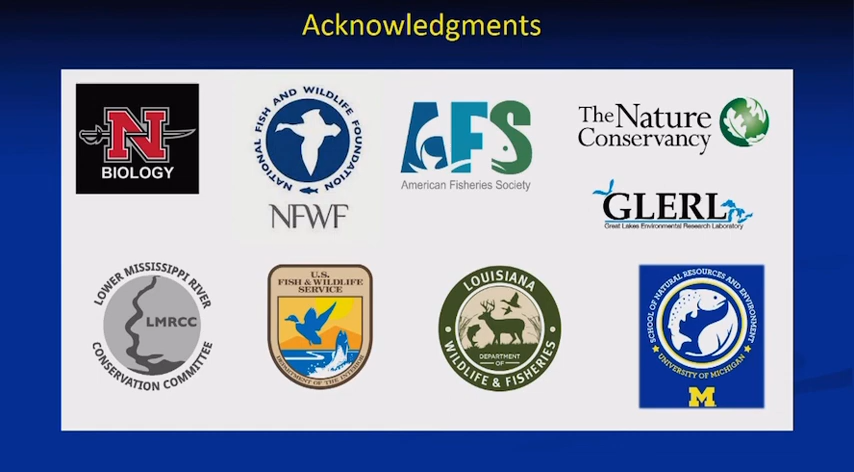 Acknowledgments
N
BIOLOGY
NATIONAL FISH AND WILDLIFE FOUNDATION
NFWF
AFS
American Fisheries Society
The Nature
Conservancy
GLERL
Great Lakes Environmental Research Laboratory
LOWER MISSISSIPPI RIVER
LMRCC
CONSERVATION COMMITTEE
U.S.
FISH & WILDLIFE
SERVICE
DEPARTMENT OF THE INTERIOR
LOUISIANA
DEPARTMENT
OF
WILDLIFE & FISHERIES
SCHOOL OF NATURAL RESOURCES AND ENVIRONMENT
UNIVERSITY OF MICHIGAN
M